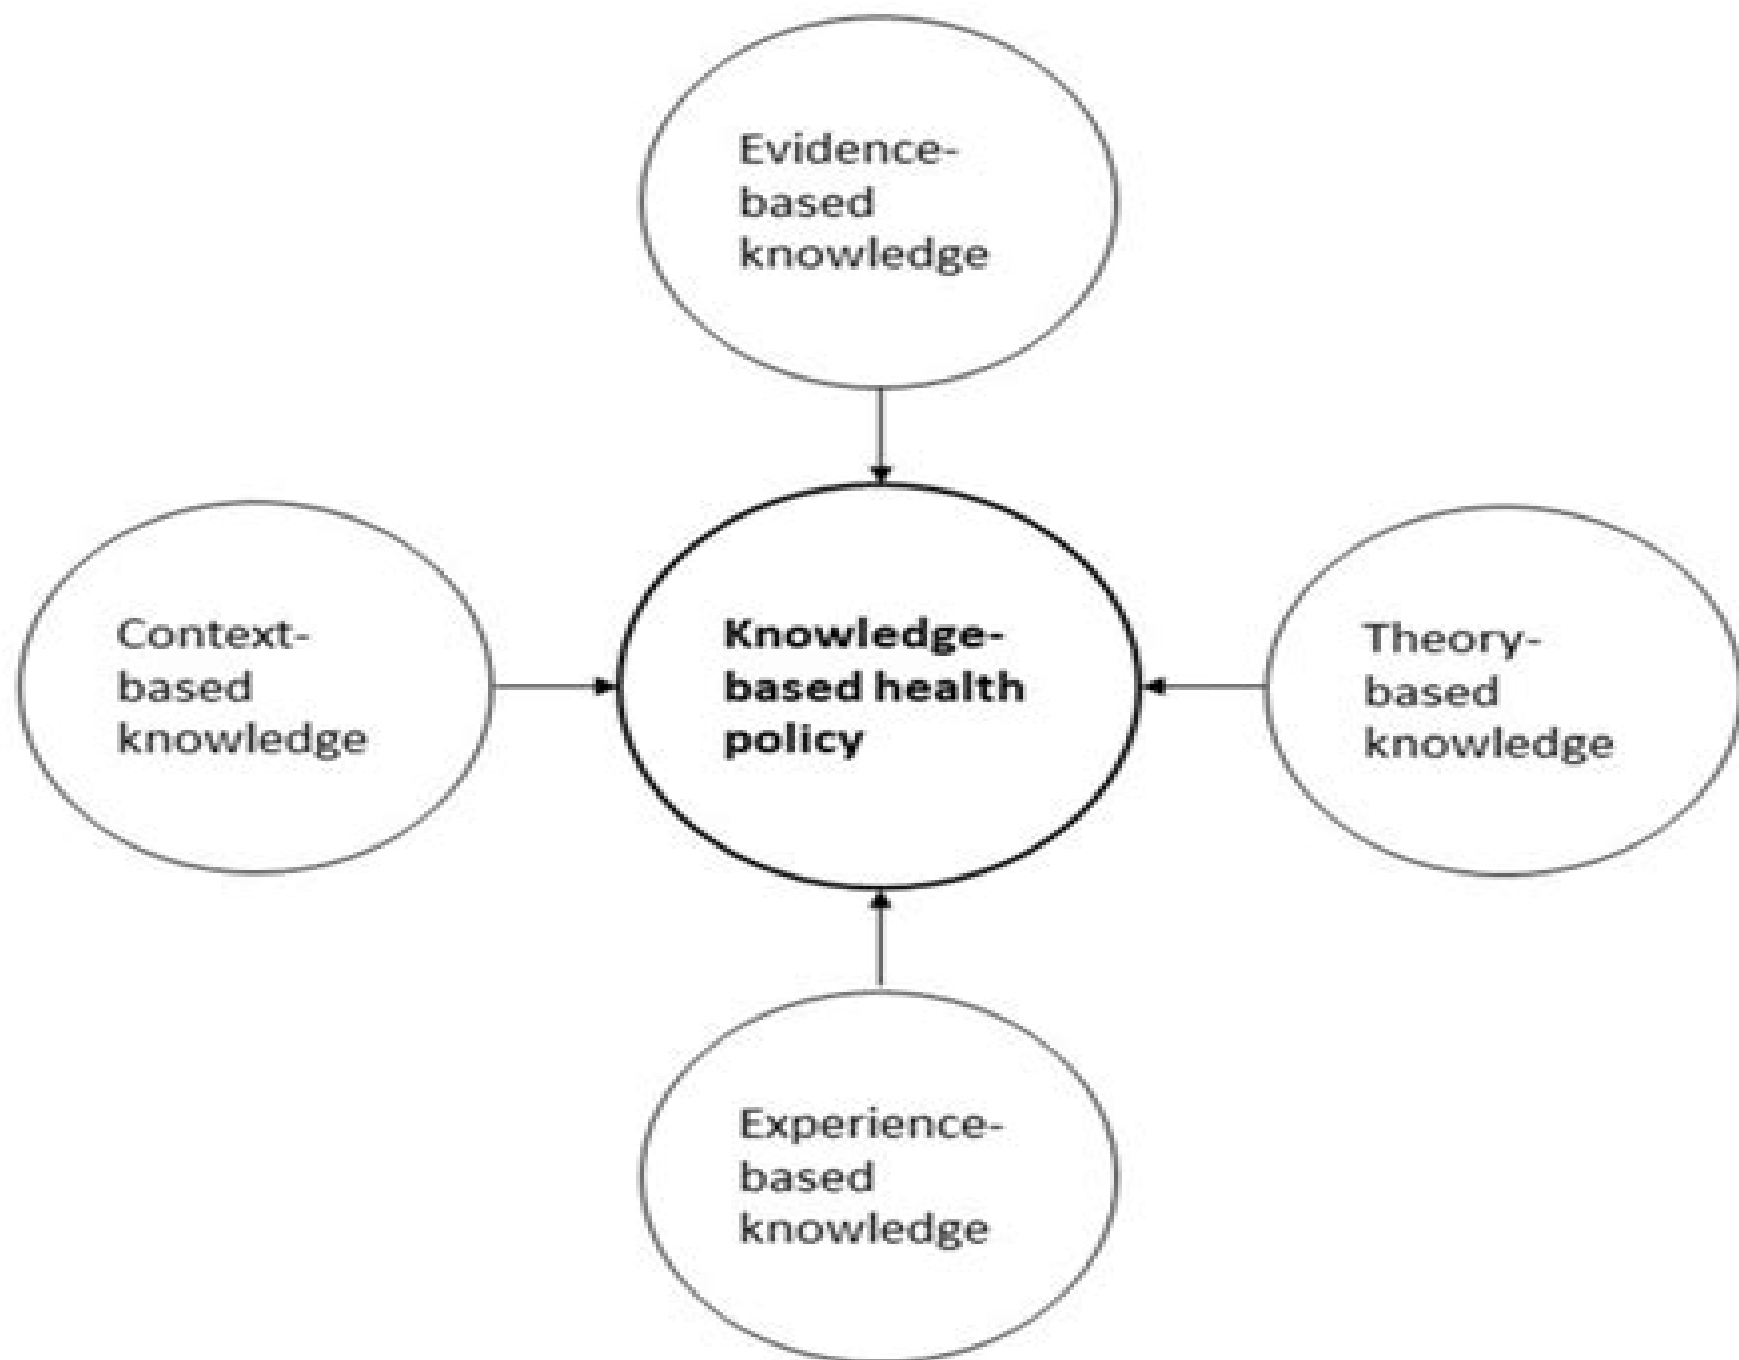 Evidence-
based
knowledge
Context-
based
knowledge
Knowledge-
based health
policy
Theory-
based
knowledge
Experience-
based
knowledge